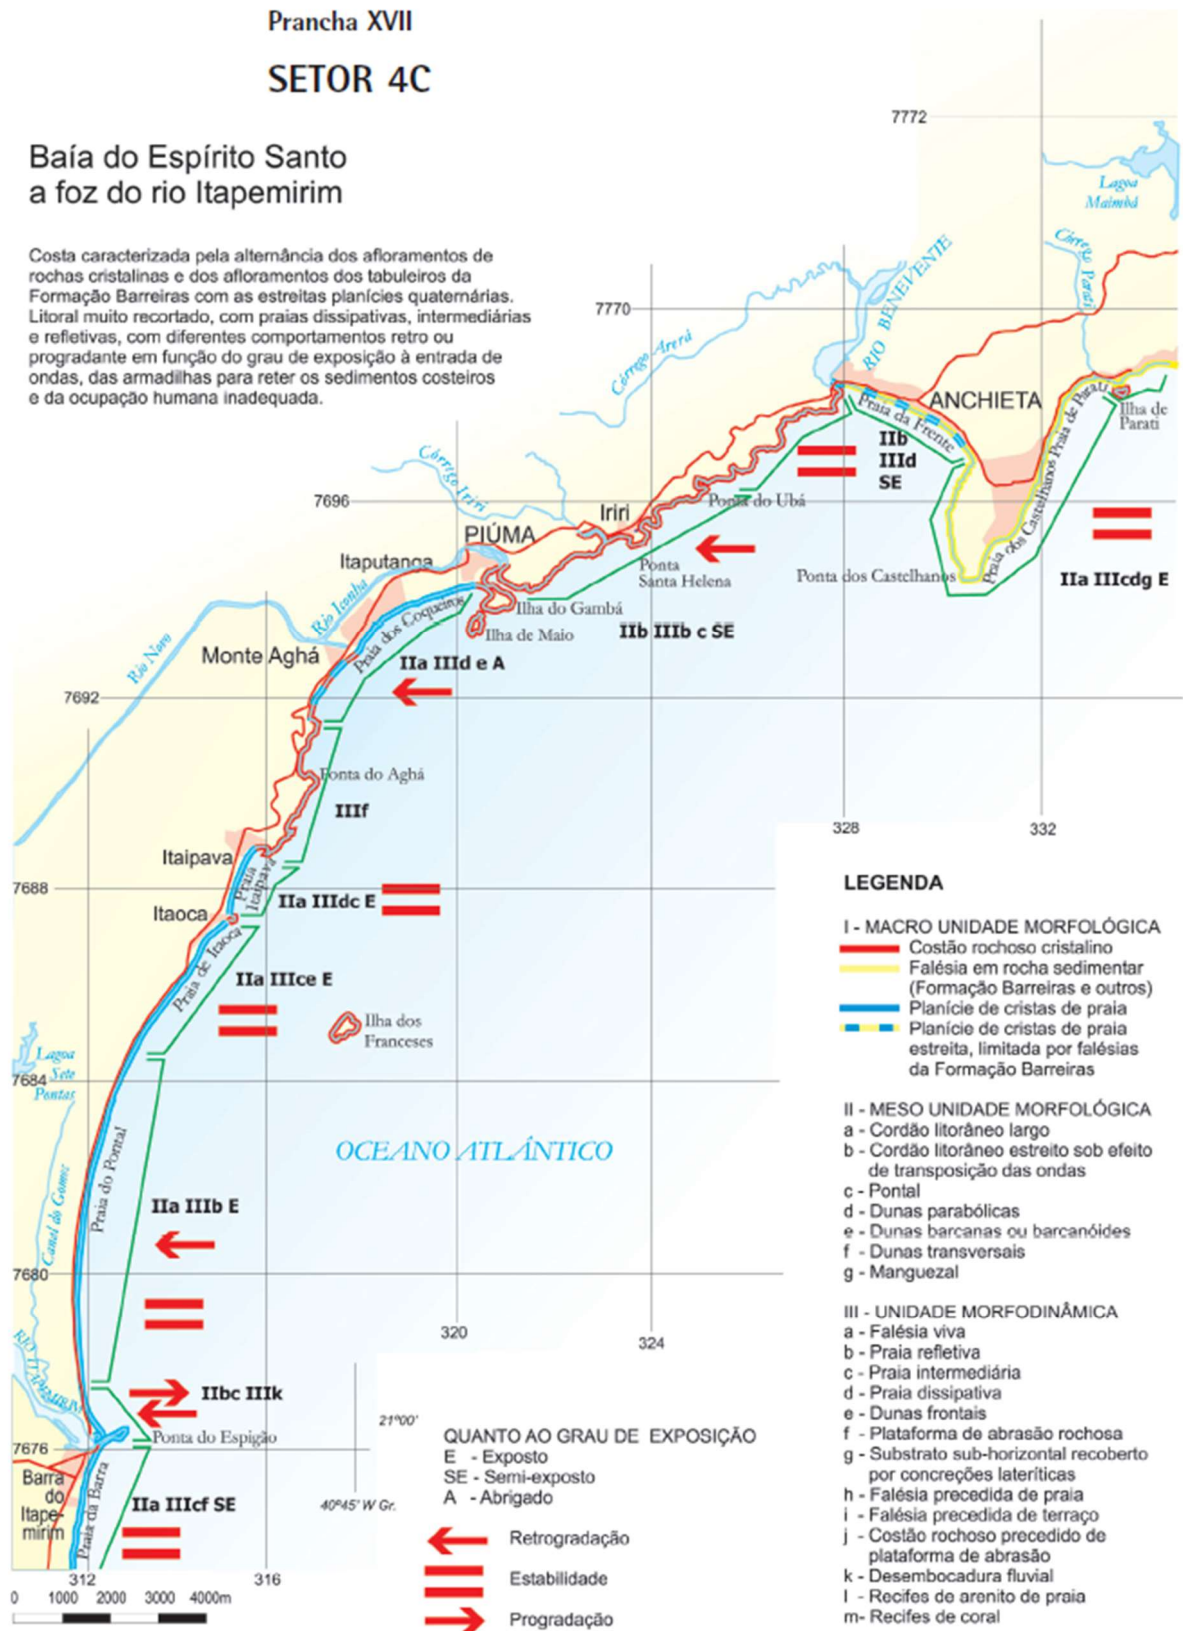 Prancha XVII
SETOR 4C
Baía do Espírito Santo
a foz do rio Itapemirim
Costa caracterizada pela alternância dos afloramentos de
rochas cristalinas e dos afloramentos dos tabuleiros da
Formação Barreiras com as estreitas planícies quaternárias.
Litoral muito recortado, com praias dissipativas, intermediárias
e refletivas, com diferentes comportamentos retro ou
progradante em função do grau de exposição à entrada de
ondas, das armadilhas para reter os sedimentos costeiros
e da ocupação humana inadequada.
7772
Lagoa
Maimbá
Córrego Parati
RIO BENEVENTE
7770
Córrego Arerá
ANCHIETA
Praia da Frente
Praia de Parati
Ilha de
Parati
IIb
IIId
SE
Córrego Iriri
7696
Iriri
Ponta do Ubá
PIÚMA
Itaputanga
Ponta
Santa Helena
Ponta dos Castelhanos
Praia dos Castelhanos
IIa IIIcdg E
Rio Iconha
Praia dos Coqueiros
Ilha do Gambá
Ilha de Maio
IIb IIIb c SE
Rio Novo
Monte Aghá
IIa IIId e A
7692
Ponta do Aghá
IIIf
328
332
Itaipava
Praia
Itaipava
7688
IIa IIIdc E
Itaoca
Praia de Itaoca
IIa IIIce E
Ilha dos
Franceses
Lagoa
Sete
Pontas
7684
OCEANO ATLÁNTICO
Praia do Pontal
Canel do Gomes
IIa IIIb E
7680
320
324
RIO ITAPEMIRIM
IIbc IIIk
Ponta do Espigão
21º00'
7676
Barra
do
Itape-
mirim
Praia da Barra
IIa IIIcf SE
40º45' W Gr.
312
316
0 1000 2000 3000 4000m
QUANTO AO GRAU DE EXPOSIÇÃO
E - Exposto
SE - Semi-exposto
A - Abrigado
Retrogradação
Estabilidade
Progradação
LEGENDA
I - MACRO UNIDADE MORFOLÓGICA
Costão rochoso cristalino
Falésia em rocha sedimentar
(Formação Barreiras e outros)
Planície de cristas de praia
Planície de cristas de praia
estreita, limitada por falésias
da Formação Barreiras
II - MESO UNIDADE MORFOLÓGICA
a - Cordão litorâneo largo
b - Cordão litorâneo estreito sob efeito
de transposição das ondas
c - Pontal
d - Dunas parabólicas
e - Dunas barcanas ou barcanóides
f - Dunas transversais
g - Manguezal
III - UNIDADE MORFODINÂMICA
a - Falésia viva
b - Praia refletiva
c - Praia intermediária
d - Praia dissipativa
e - Dunas frontais
f - Plataforma de abrasão rochosa
g - Substrato sub-horizontal recoberto
por concreções lateríticas
h - Falésia precedida de praia
i - Falésia precedida de terraço
j - Costão rochoso precedido de
plataforma de abrasão
k - Desembocadura fluvial
l - Recifes de arenito de praia
m- Recifes de coral